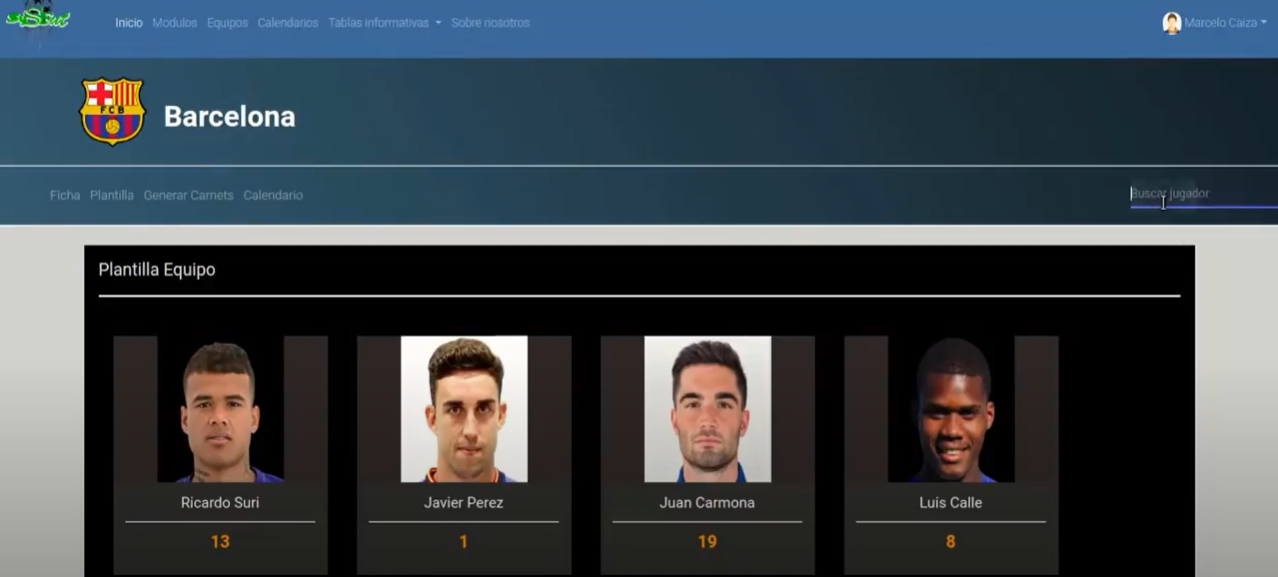 Inicio Modulos Equipos Calendarios Tablas informativas Sobre nosotros Marcelo Caiza
FCB
Barcelona
Ficha Plantilla Generar Carnets Calendario Buscar jugador
Plantilla Equipo
Ricardo Suri Javier Perez Juan Carmona Luis Calle
13 1 19 8